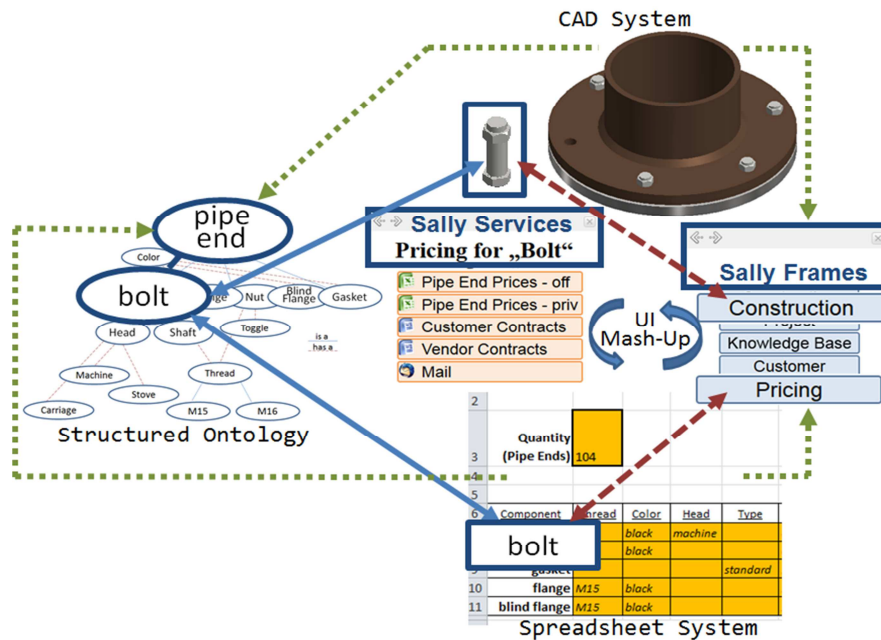 CAD System
pipe
end
Color
bolt
Nut
Blind
Flange
Gasket
Head
Shaft
Toggle
is a
has a
Machine
Thread
Stove
Carriage
M15
M16
Structured Ontology
Sally Services
Pricing for „Bolt“
Pipe End Prices - off
Pipe End Prices - priv
Customer Contracts
Vendor Contracts
Mail
UI
Mash-Up
Sally Frames
Construction
Project
Knowledge Base
Customer
Pricing
2
Quantity
(Pipe Ends)
3
104
4
5
6 Component Thread Color Head Type
bolt
black machine
black
9 gasket standard
10 flange M15 black
11 blind flange M15 black
Spreadsheet System